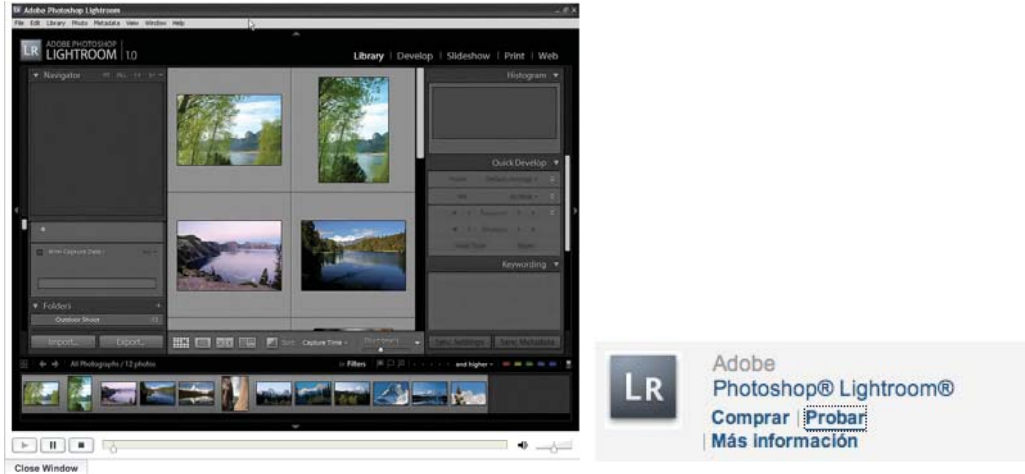 Adobe Photoshop Lightroom
File Edit Library Photo Metadata View Window Help
LR ADOBE PHOTOSHOP
LIGHTROOM 1.0
Library | Develop | Slideshow | Print | Web
Navigator
Histogram
Quick Develop
Keywording
Folders
Outdoor Shots
Import... Export...
Sort: Capture Time
Thumbnails
Sync Settings Sync Metadata
All Photographs / 12 photos
Filters and higher
Close Window
LR
Adobe
Photoshop® Lightroom®
Comprar | Probar
| Más información